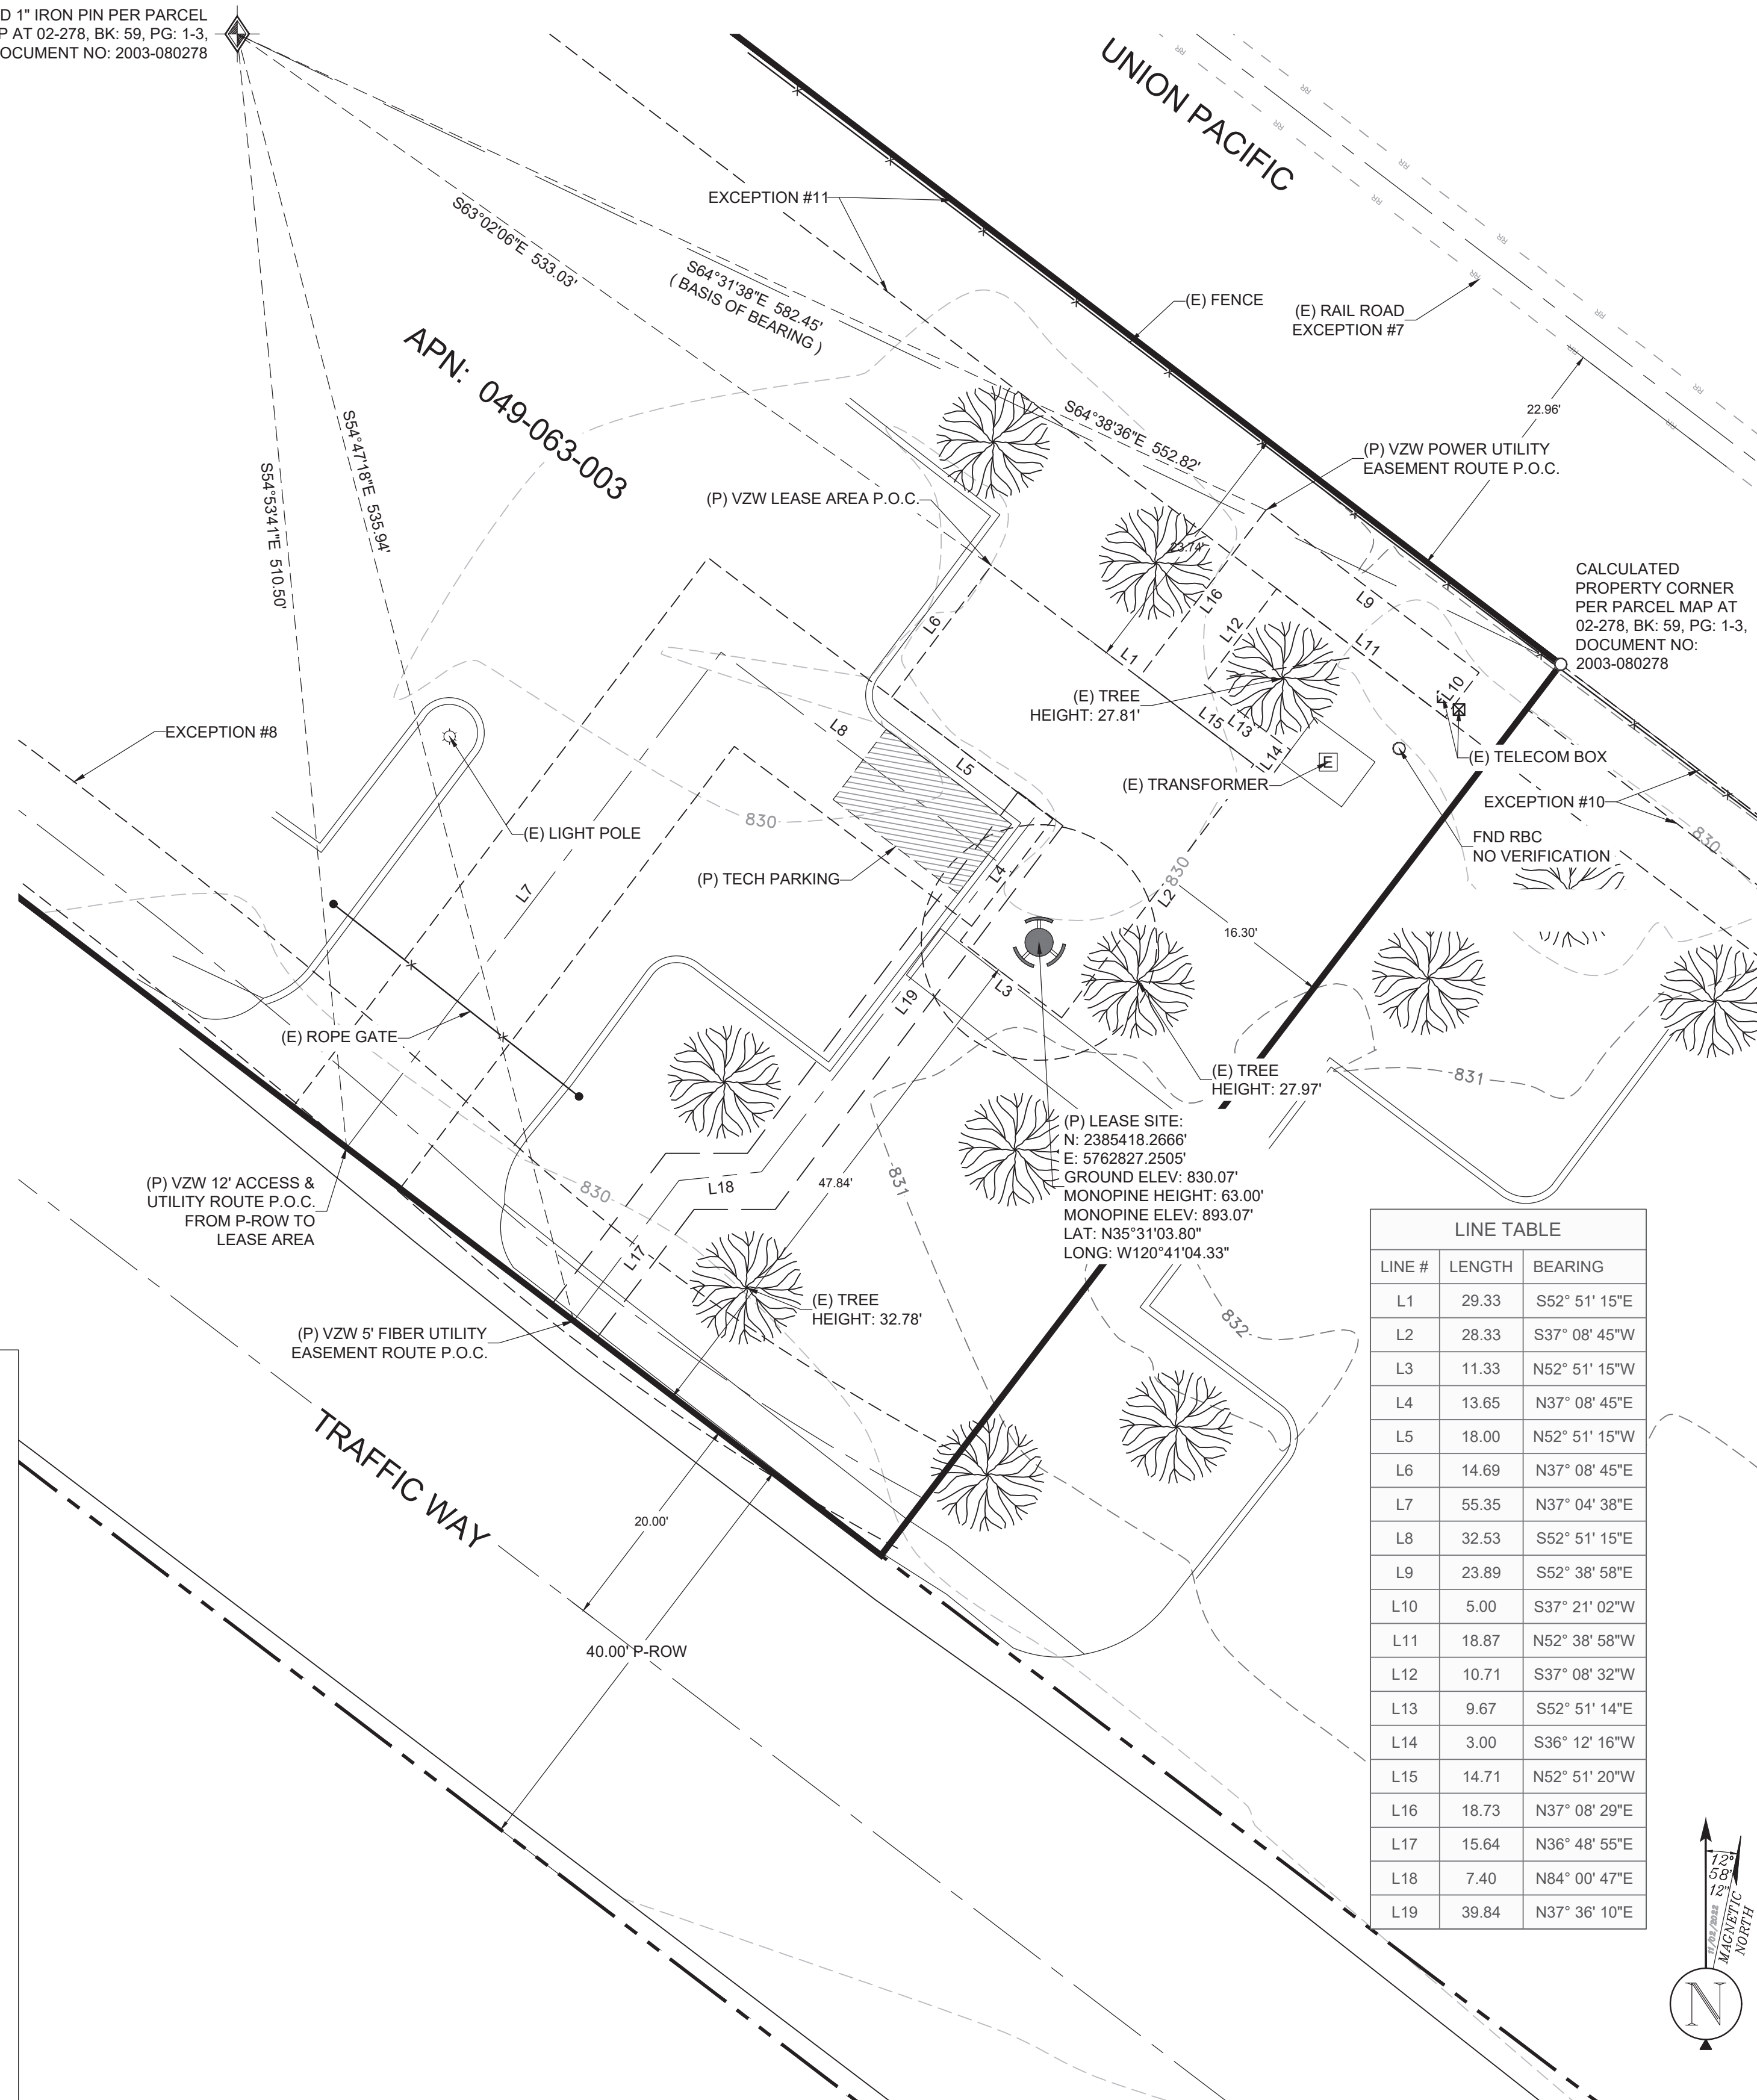 D 1" IRON PIN PER PARCEL
P AT 02-278, BK: 59, PG: 1-3,
OCUMENT NO: 2003-080278
UNION PACIFIC
RR
RR
RR
RR
RR
RR
RR
RR
RR
RR
RR
RR
EXCEPTION #11
S63°02'06"E 533.03'
S64°31'38"E 582.45'
( BASIS OF BEARING )
(E) FENCE
(E) RAIL ROAD
EXCEPTION #7
APN: 049-063-003
S54°53'41"E 510.50'
S54°47'18"E 535.94'
S64°38'36"E 552.82'
22.96'
(P) VZW POWER UTILITY
EASEMENT ROUTE P.O.C.
(P) VZW LEASE AREA P.O.C.
23.74'
CALCULATED
PROPERTY CORNER
PER PARCEL MAP AT
02-278, BK: 59, PG: 1-3,
DOCUMENT NO:
2003-080278
L6
L1
L16
L12
L9
L11
L10
L15
L13
L14
(E) TREE
HEIGHT: 27.81'
EXCEPTION #8
L8
L5
E
(E) TELECOM BOX
(E) TRANSFORMER
EXCEPTION #10
(E) LIGHT POLE
830
FND RBC
NO VERIFICATION
830
L7
(P) TECH PARKING
L4
830
L2
16.30'
L19
L3
(E) ROPE GATE
(E) TREE
HEIGHT: 27.97'
831
(P) LEASE SITE:
N: 2385418.2666'
E: 5762827.2505'
GROUND ELEV: 830.07'
MONOPINE HEIGHT: 63.00'
MONOPINE ELEV: 893.07'
LAT: N35°31'03.80"
LONG: W120°41'04.33"
(P) VZW 12' ACCESS &
UTILITY ROUTE P.O.C.
FROM P-ROW TO
LEASE AREA
830
L18
47.84'
831
L17
(E) TREE
HEIGHT: 32.78'
832
(P) VZW 5' FIBER UTILITY
EASEMENT ROUTE P.O.C.
TRAFFIC WAY
20.00'
40.00' P-ROW
LINE TABLE
LINE # LENGTH BEARING
L1 29.33 S52° 51' 15"E
L2 28.33 S37° 08' 45"W
L3 11.33 N52° 51' 15"W
L4 13.65 N37° 08' 45"E
L5 18.00 N52° 51' 15"W
L6 14.69 N37° 08' 45"E
L7 55.35 N37° 04' 38"E
L8 32.53 S52° 51' 15"E
L9 23.89 S52° 38' 58"E
L10 5.00 S37° 21' 02"W
L11 18.87 N52° 38' 58"W
L12 10.71 S37° 08' 32"W
L13 9.67 S52° 51' 14"E
L14 3.00 S36° 12' 16"W
L15 14.71 N52° 51' 20"W
L16 18.73 N37° 08' 29"E
L17 15.64 N36° 48' 55"E
L18 7.40 N84° 00' 47"E
L19 39.84 N37° 36' 10"E
12°
58'
12"
11/02/2022
MAGNETIC
NORTH
N